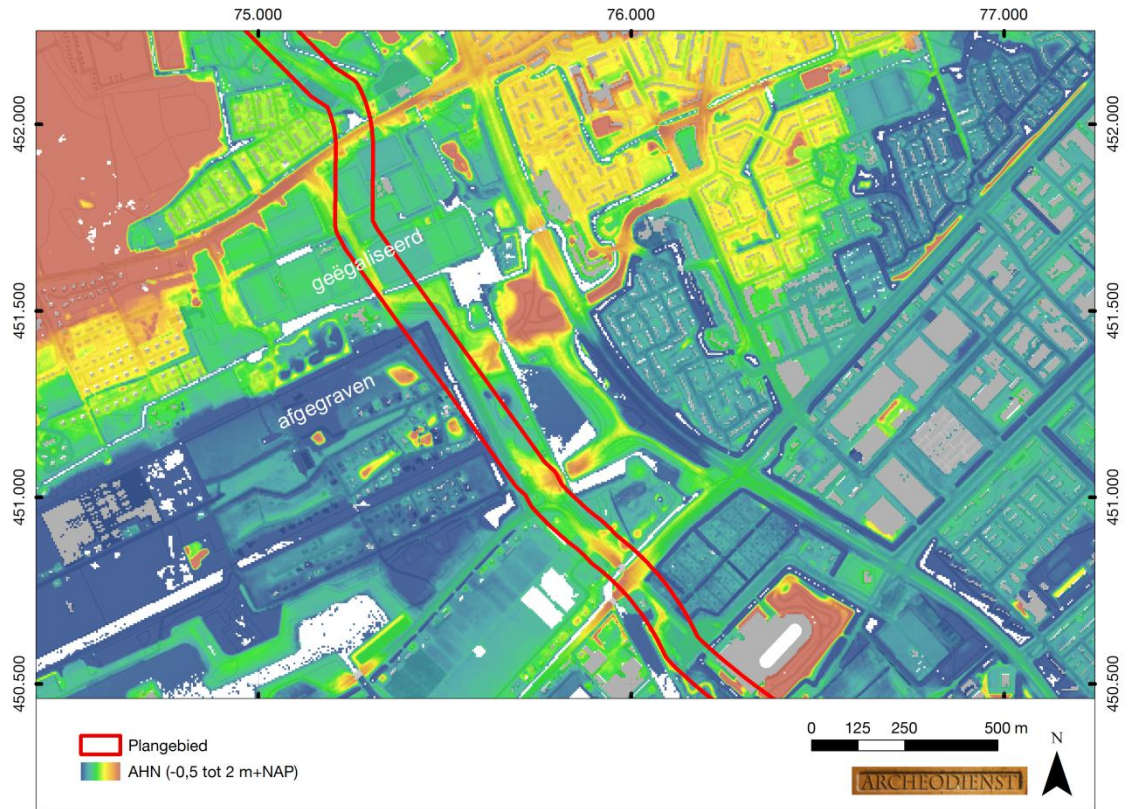 75.000
76.000
77.000
452.000
452.000
geëgaliseerd
451.500
451.500
afgegraven
451.000
451.000
450.500
450.500
Plangebied
AHN (-0,5 tot 2 m+NAP)
0 125 250 500 m
N
ARCHEODIENST